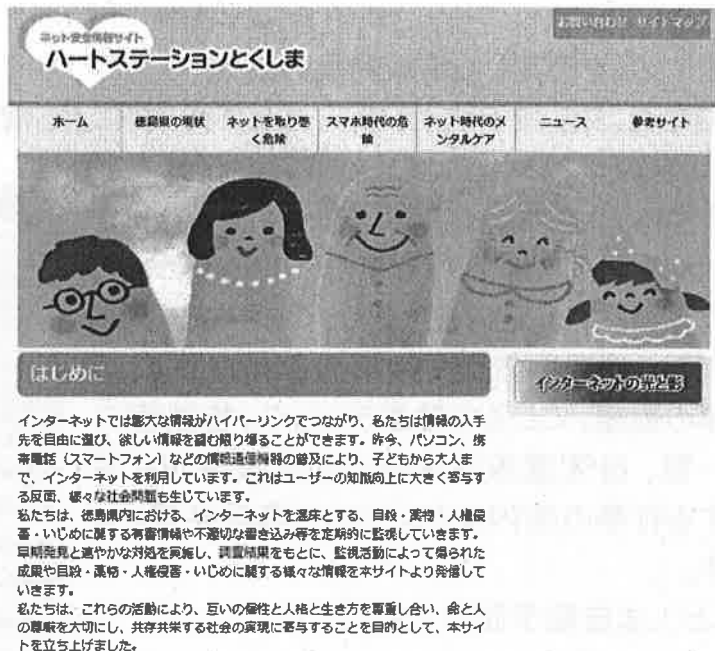 お問い合わせ サイトマップ
ネット安全情報サイト
ハートステーションとくしま
ホーム
徳島県の現状
ネットを取り巻
く危険
スマホ時代の危
険
ネット時代のメ
ンタルケア
ニュース
参考サイト
はじめに
インターネットの光と影
インターネットでは膨大な情報がハイパーリンクでつながり、私たちは情報の入手
先を自由に選び、欲しい情報を望む限り得ることができます。昨今、パソコン、携
帯電話（スマートフォン）などの情報通信機器の普及により、子どもから大人ま
で、インターネットを利用しています。これはユーザーの知識向上に大きく寄与す
る反面、様々な社会問題も生じています。
私たちは、徳島県内における、インターネットを温床とする、自殺・薬物・人権侵
害・いじめに関する有害情報や不適切な書き込み等を定期的に監視していきます。
早期発見と速やかな対処を実施し、調査結果をもとに、監視活動によって得られた
成果や自殺・薬物・人権侵害・いじめに関する様々な情報を本サイトより発信して
いきます。
私たちは、これらの活動により、互いの個性と人格と生き方を尊重し合い、命と人
の尊厳を大切にし、共存共栄する社会の実現に寄与することを目的として、本サイ
トを立ち上げました。